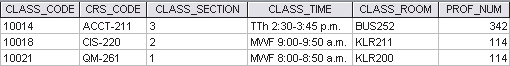 CLASS_CODE CRS_CODE CLASS_SECTION CLASS_TIME CLASS_ROOM PROF_NUM
10014 ACCT-211 3 TTh 2:30-3:45 p.m. BUS252 342
10018 CIS-220 2 MWF 9:00-9:50 a.m. KLR211 114
10021 QM-261 1 MWF 8:00-8:50 a.m. KLR200 114